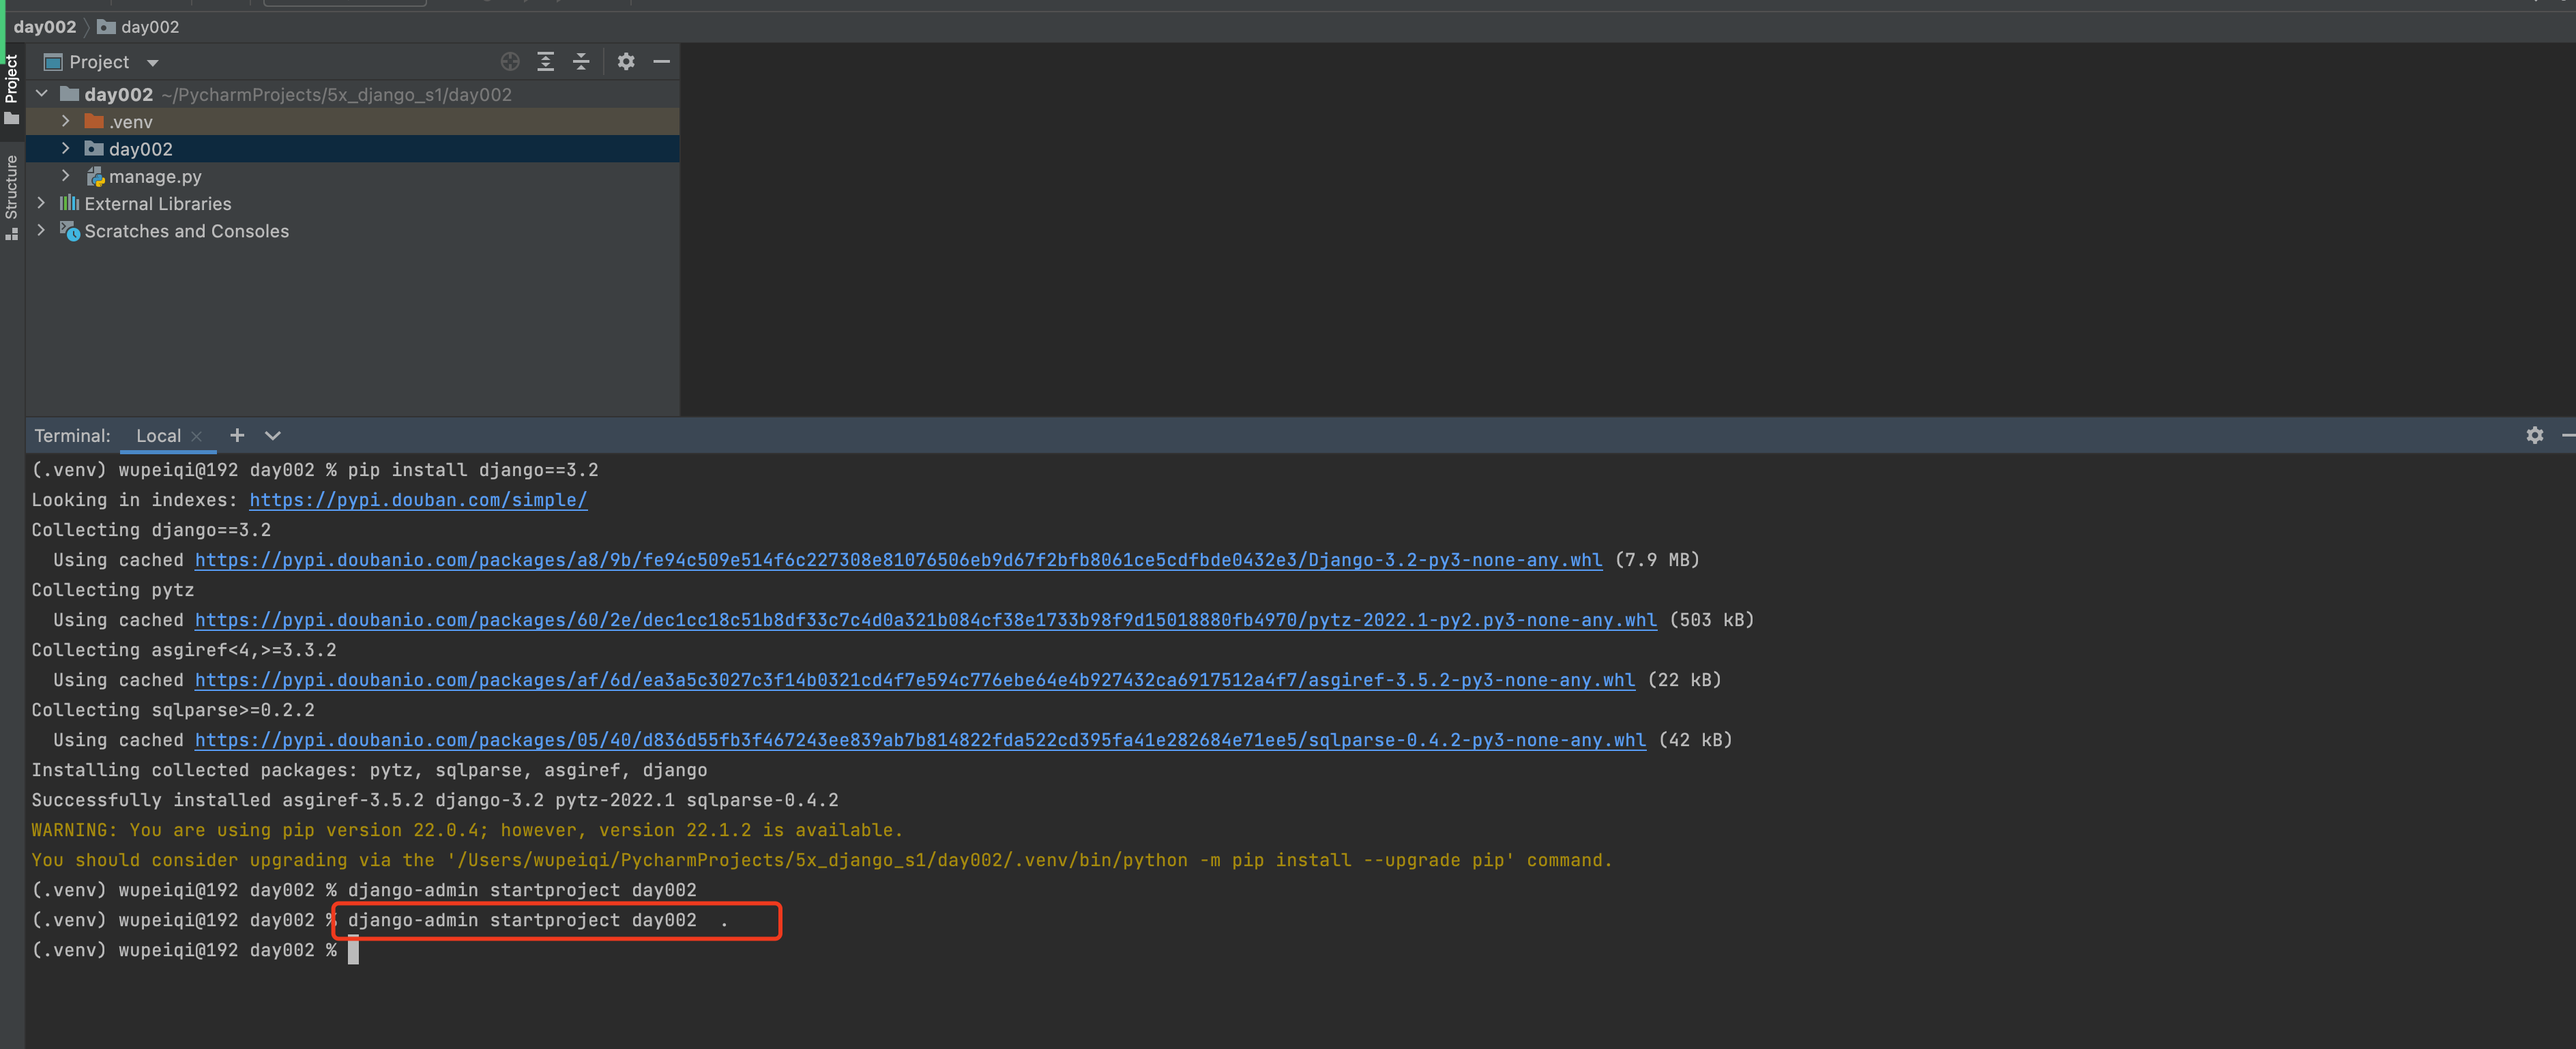 day002 day002
Project
Project
Structure
day002 ~/PycharmProjects/5x_django_s1/day002
.venv
day002
manage.py
External Libraries
Scratches and Consoles
Terminal: Local
(.venv) wupeiqi@192 day002 % pip install django==3.2
Looking in indexes: https://pypi.douban.com/simple/
Collecting django==3.2
Using cached https://pypi.doubanio.com/packages/a8/9b/fe94c509e514f6c227308e81076506eb9d67f2bfb8061ce5cdfbde0432e3/Django-3.2-py3-none-any.whl (7.9 MB)
Collecting pytz
Using cached https://pypi.doubanio.com/packages/60/2e/dec1cc18c51b8df33c7c4d0a321b084cf38e1733b98f9d15018880fb4970/pytz-2022.1-py2.py3-none-any.whl (503 kB)
Collecting asgiref<4,>=3.3.2
Using cached https://pypi.doubanio.com/packages/af/6d/ea3a5c3027c3f14b0321cd4f7e594c776ebe64e4b927432ca6917512a4f7/asgiref-3.5.2-py3-none-any.whl (22 kB)
Collecting sqlparse>=0.2.2
Using cached https://pypi.doubanio.com/packages/05/40/d836d55fb3f467243ee839ab7b814822fda522cd395fa41e282684e71ee5/sqlparse-0.4.2-py3-none-any.whl (42 kB)
Installing collected packages: pytz, sqlparse, asgiref, django
Successfully installed asgiref-3.5.2 django-3.2 pytz-2022.1 sqlparse-0.4.2
WARNING: You are using pip version 22.0.4; however, version 22.1.2 is available.
You should consider upgrading via the '/Users/wupeiqi/PycharmProjects/5x_django_s1/day002/.venv/bin/python -m pip install --upgrade pip' command.
(.venv) wupeiqi@192 day002 % django-admin startproject day002
(.venv) wupeiqi@192 day002 % django-admin startproject day002 .
(.venv) wupeiqi@192 day002 %